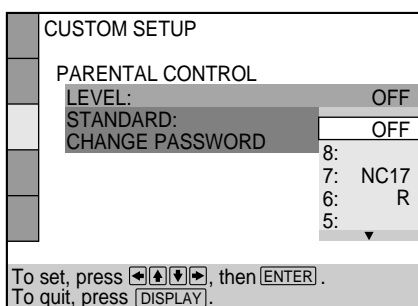 CUSTOM SETUP
PARENTAL CONTROL
LEVEL: OFF
STANDARD:
OFF
CHANGE PASSWORD
8:
7: NC17
6: R
5:
To set, press ←↑↓→, then ENTER.
To quit, press DISPLAY.